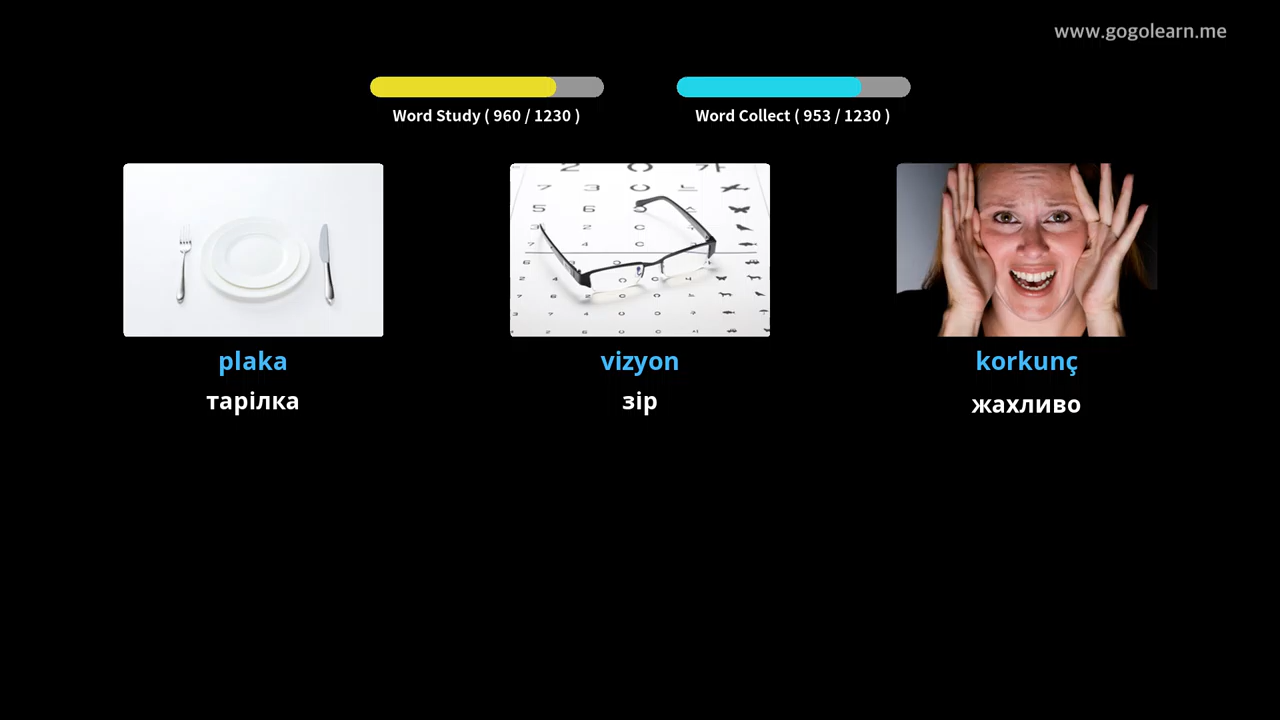 www.gogolearn.me
Word Study ( 960 / 1230 )
Word Collect ( 953 / 1230 )
plaka
vizyon
korkunç
тарілка
зір
жахливо